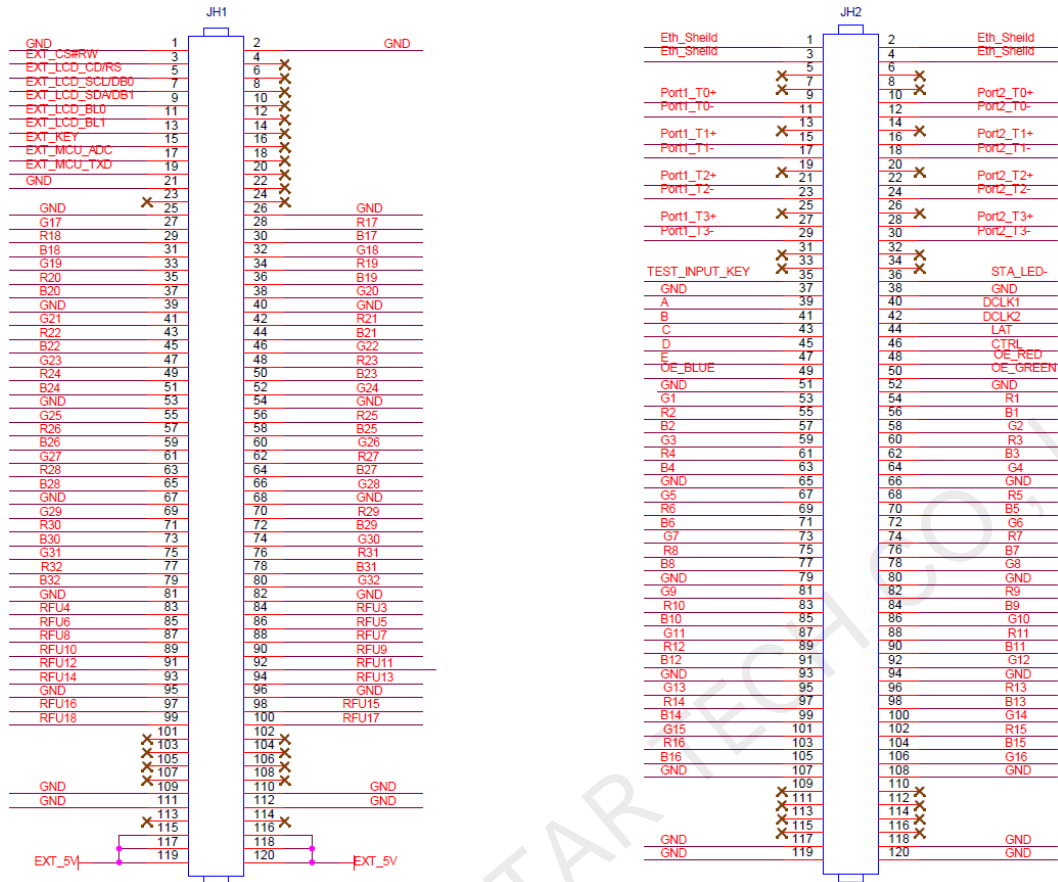 JH1
GND 1 2 GND
EXT_CS#RW 3 4
EXT_LCD_CD/RS 5 6
EXT_LCD_SCL/DB0 7 8
EXT_LCD_SDA/DB1 9 10
EXT_LCD_BL0 11 12
EXT_LCD_BL1 13 14
EXT_KEY 15 16
EXT_MCU_ADC 17 18
EXT_MCU_TXD 19 20
GND 21 22
23 24
GND 25 26 GND
G17 27 28 R17
R18 29 30 B17
B18 31 32 G18
G19 33 34 R19
R20 35 36 B19
B20 37 38 G20
GND 39 40 GND
G21 41 42 R21
R22 43 44 B21
B22 45 46 G22
G23 47 48 R23
R24 49 50 B23
B24 51 52 G24
GND 53 54 GND
G25 55 56 R25
R26 57 58 B25
B26 59 60 G26
G27 61 62 R27
R28 63 64 B27
B28 65 66 G28
GND 67 68 GND
G29 69 70 R29
R30 71 72 B29
B30 73 74 G30
G31 75 76 R31
R32 77 78 B31
B32 79 80 G32
GND 81 82 GND
RFU4 83 84 RFU3
RFU6 85 86 RFU5
RFU8 87 88 RFU7
RFU10 89 90 RFU9
RFU12 91 92 RFU11
RFU14 93 94 RFU13
GND 95 96 GND
RFU16 97 98 RFU15
RFU18 99 100 RFU17
101 102
103 104
105 106
107 108
GND 109 110 GND
GND 111 112 GND
113 114
115 116
117 118
EXT_5V 119 120 EXT_5V
JH2
Eth_Sheild 1 2 Eth_Sheild
Eth_Sheild 3 4 Eth_Sheild
5 6
7 8
Port1_T0+ 9 10 Port2_T0+
Port1_T0- 11 12 Port2_T0-
13 14
Port1_T1+ 15 16 Port2_T1+
Port1_T1- 17 18 Port2_T1-
19 20
Port1_T2+ 21 22 Port2_T2+
Port1_T2- 23 24 Port2_T2-
25 26
Port1_T3+ 27 28 Port2_T3+
Port1_T3- 29 30 Port2_T3-
31 32
33 34
TEST_INPUT_KEY 35 36 STA_LED-
GND 37 38 GND
A 39 40 DCLK1
B 41 42 DCLK2
C 43 44 LAT
D 45 46 CTRL
E 47 48 OE_RED
OE_BLUE 49 50 OE_GREEN
GND 51 52 GND
G1 53 54 R1
R2 55 56 B1
B2 57 58 G2
G3 59 60 R3
R4 61 62 B3
B4 63 64 G4
GND 65 66 GND
G5 67 68 R5
R6 69 70 B5
B6 71 72 G6
G7 73 74 R7
R8 75 76 B7
B8 77 78 G8
GND 79 80 GND
G9 81 82 R9
R10 83 84 B9
B10 85 86 G10
G11 87 88 R11
R12 89 90 B11
B12 91 92 G12
GND 93 94 GND
G13 95 96 R13
R14 97 98 B13
B14 99 100 G14
G15 101 102 R15
R16 103 104 B15
B16 105 106 G16
GND 107 108 GND
109 110
111 112
113 114
115 116
GND 117 118 GND
GND 119 120 GND
TAR TECH CO.,